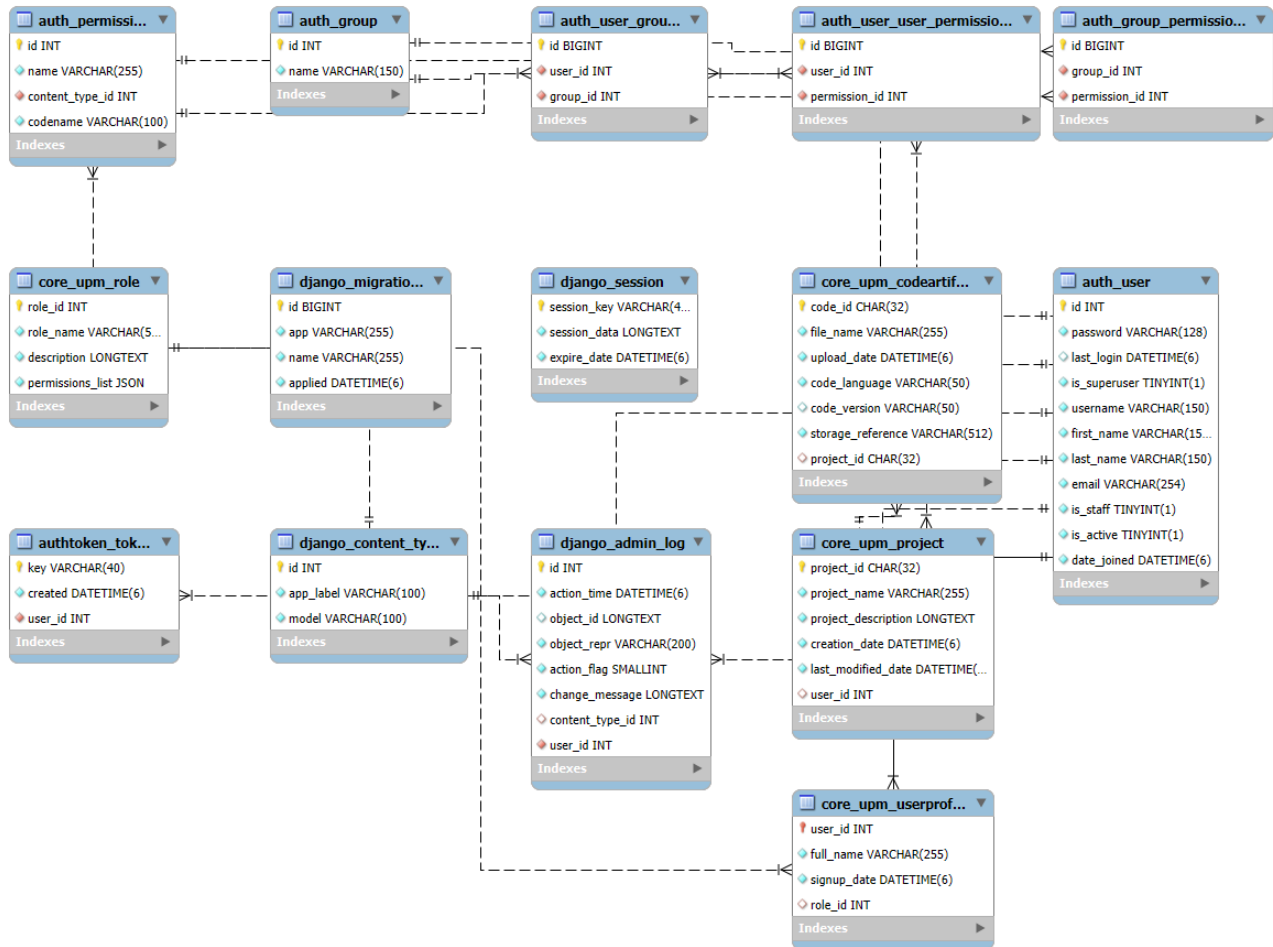 auth_permissi...
id INT
name VARCHAR(255)
content_type_id INT
codename VARCHAR(100)
Indexes
auth_group
id INT
name VARCHAR(150)
Indexes
auth_user_grou...
id BIGINT
user_id INT
group_id INT
Indexes
auth_user_user_permissio...
id BIGINT
user_id INT
permission_id INT
Indexes
auth_group_permissio...
id BIGINT
group_id INT
permission_id INT
Indexes
core_upm_role
role_id INT
role_name VARCHAR(5...
description LONGTEXT
permissions_list JSON
Indexes
django_migratio...
id BIGINT
app VARCHAR(255)
name VARCHAR(255)
applied DATETIME(6)
Indexes
django_session
session_key VARCHAR(4...
session_data LONGTEXT
expire_date DATETIME(6)
Indexes
core_upm_codeartif...
code_id CHAR(32)
file_name VARCHAR(255)
upload_date DATETIME(6)
code_language VARCHAR(50)
code_version VARCHAR(50)
storage_reference VARCHAR(512)
project_id CHAR(32)
Indexes
auth_user
id INT
password VARCHAR(128)
last_login DATETIME(6)
is_superuser TINYINT(1)
username VARCHAR(150)
first_name VARCHAR(15...
last_name VARCHAR(150)
email VARCHAR(254)
is_staff TINYINT(1)
is_active TINYINT(1)
date_joined DATETIME(6)
Indexes
authtoken_tok...
key VARCHAR(40)
created DATETIME(6)
user_id INT
Indexes
django_content_ty...
id INT
app_label VARCHAR(100)
model VARCHAR(100)
Indexes
django_admin_log
id INT
action_time DATETIME(6)
object_id LONGTEXT
object_repr VARCHAR(200)
action_flag SMALLINT
change_message LONGTEXT
content_type_id INT
user_id INT
Indexes
core_upm_project
project_id CHAR(32)
project_name VARCHAR(255)
project_description LONGTEXT
creation_date DATETIME(6)
last_modified_date DATETIME(...
user_id INT
Indexes
core_upm_userprof...
user_id INT
full_name VARCHAR(255)
signup_date DATETIME(6)
role_id INT
Indexes